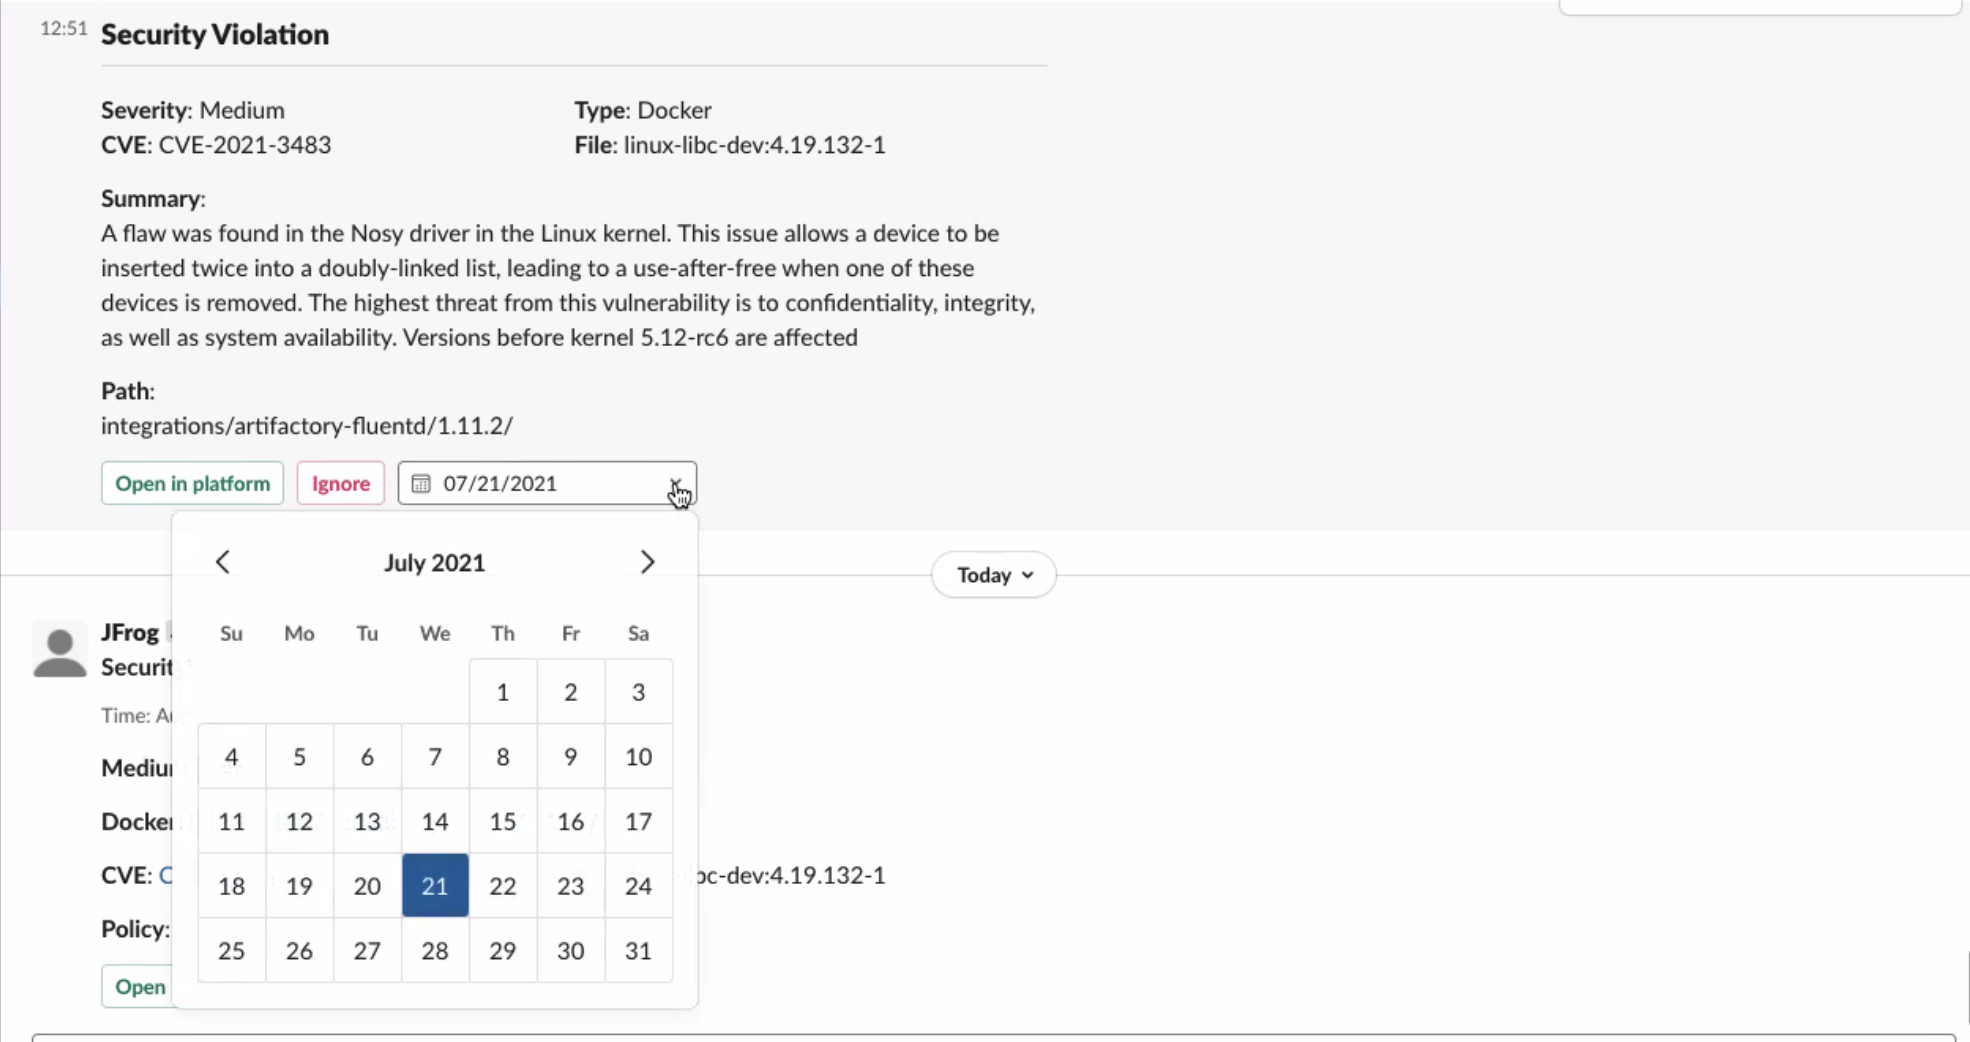 12:51 Security Violation
Severity: Medium
Type: Docker
CVE: CVE-2021-3483
File: linux-libc-dev:4.19.132-1
Summary:
A flaw was found in the Nosy driver in the Linux kernel. This issue allows a device to be
inserted twice into a doubly-linked list, leading to a use-after-free when one of these
devices is removed. The highest threat from this vulnerability is to confidentiality, integrity,
as well as system availability. Versions before kernel 5.12-rc6 are affected
Path:
integrations/artifactory-fluentd/1.11.2/
Open in platform Ignore 07/21/2021
July 2021
Today
Su Mo Tu We Th Fr Sa
1 2 3
4 5 6 7 8 9 10
11 12 13 14 15 16 17
18 19 20 21 22 23 24
25 26 27 28 29 30 31
JFrog
Securit
Time: A
Mediu
Docker
CVE: C
bc-dev:4.19.132-1
Policy:
Open